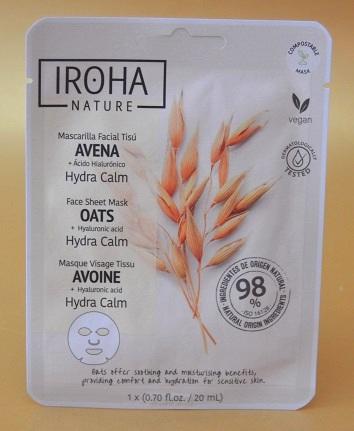 COMPOSTABLE
MASK
IROHA
NATURE
vegan
Mascarilla Facial Tisú
AVENA
+ Ácido Hialurónico
Hydra Calm
DERMATOLOGICALLY
TESTED
Face Sheet Mask
OATS
+ Hyaluronic acid
Hydra Calm
Masque Visage Tissu
AVOINE
+ Hyaluronic acid
Hydra Calm
INGREDIENTES DE ORIGEN NATURAL
98
%
ISO 16128
NATURAL ORIGIN INGREDIENTS
Oats offer soothing and moisturising benefits,
providing comfort and hydration for sensitive skin.
1 x (0.70 fl.oz. / 20 mL)